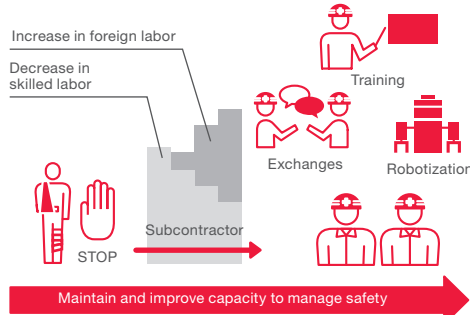 Increase in foreign labor
Decrease in
skilled labor
Training
Exchanges
Robotization
Subcontractor
STOP
Maintain and improve capacity to manage safety